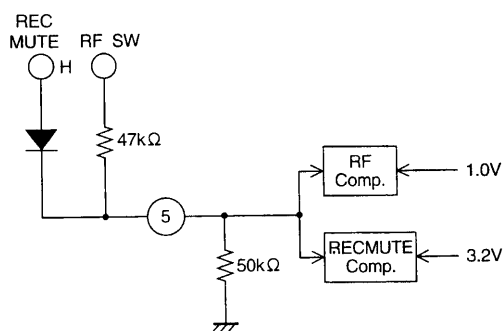 REC
MUTE
RF SW
H
47kΩ
5
RF
Comp.
1.0V
50kΩ
RECMUTE
Comp.
3.2V